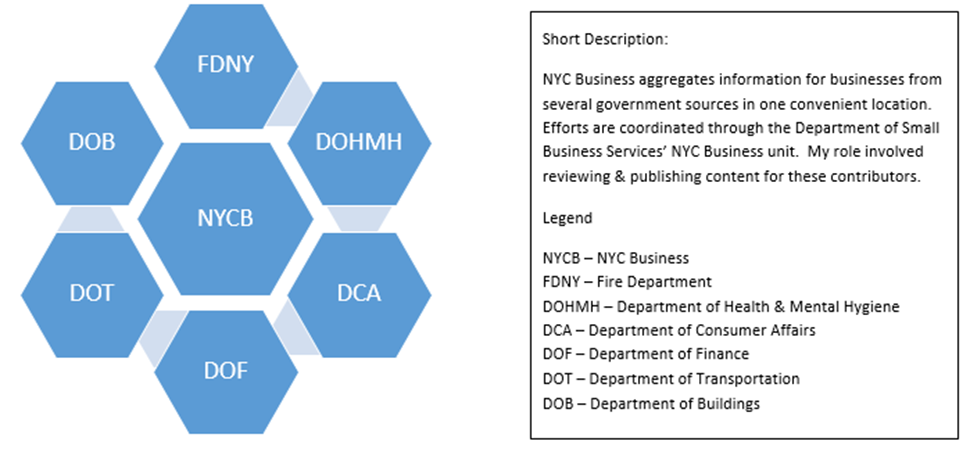 FDNY
DOB
DOHMH
NYCB
DOT
DCA
DOF
Short Description:
NYC Business aggregates information for businesses from
several government sources in one convenient location.
Efforts are coordinated through the Department of Small
Business Services’ NYC Business unit.  My role involved
reviewing & publishing content for these contributors.
Legend
NYCB – NYC Business
FDNY – Fire Department
DOHMH – Department of Health & Mental Hygiene
DCA – Department of Consumer Affairs
DOF – Department of Finance
DOT – Department of Transportation
DOB – Department of Buildings